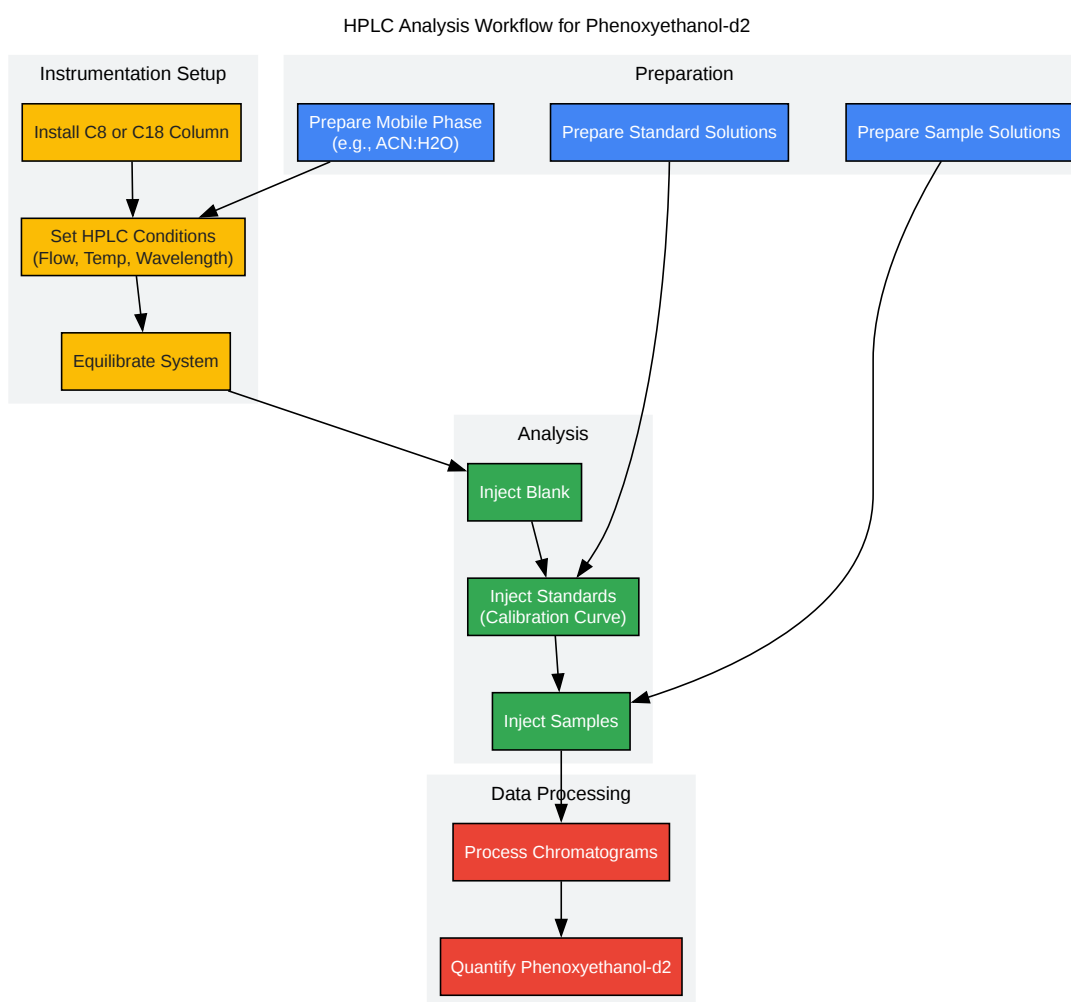 HPLC Analysis Workflow for Phenoxyethanol-d2
Instrumentation Setup
Preparation
Install C8 or C18 Column
Prepare Mobile Phase
(e.g., ACN:H2O)
Prepare Standard Solutions
Prepare Sample Solutions
Set HPLC Conditions
(Flow, Temp, Wavelength)
Equilibrate System
Analysis
Inject Blank
Inject Standards
(Calibration Curve)
Inject Samples
Data Processing
Process Chromatograms
Quantify Phenoxyethanol-d2